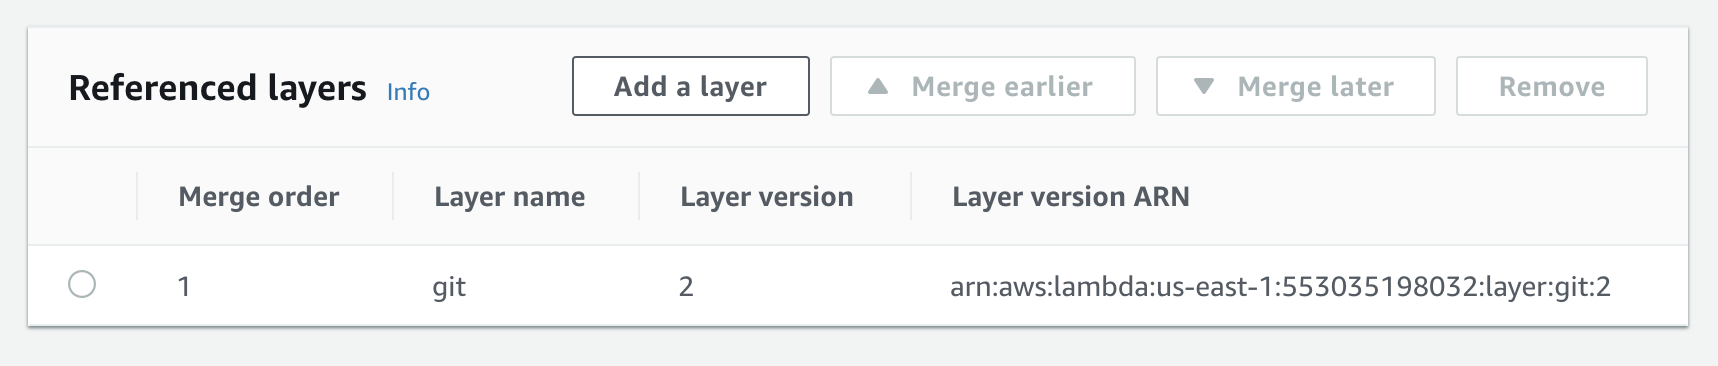 Referenced layers Info Add a layer ▲ Merge earlier ▼ Merge later Remove
Merge order Layer name Layer version Layer version ARN
1 git 2 arn:aws:lambda:us-east-1:553035198032:layer:git:2